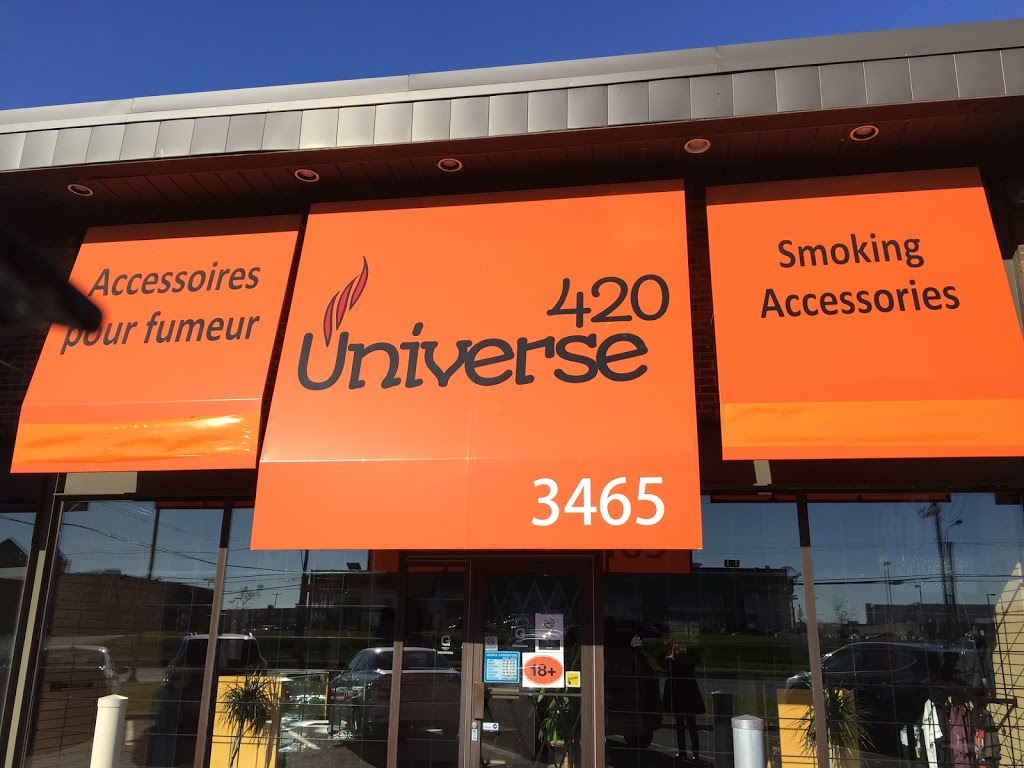 Accessoires
pour fumeur
420
Universe
3465
Smoking
Accessories
18+